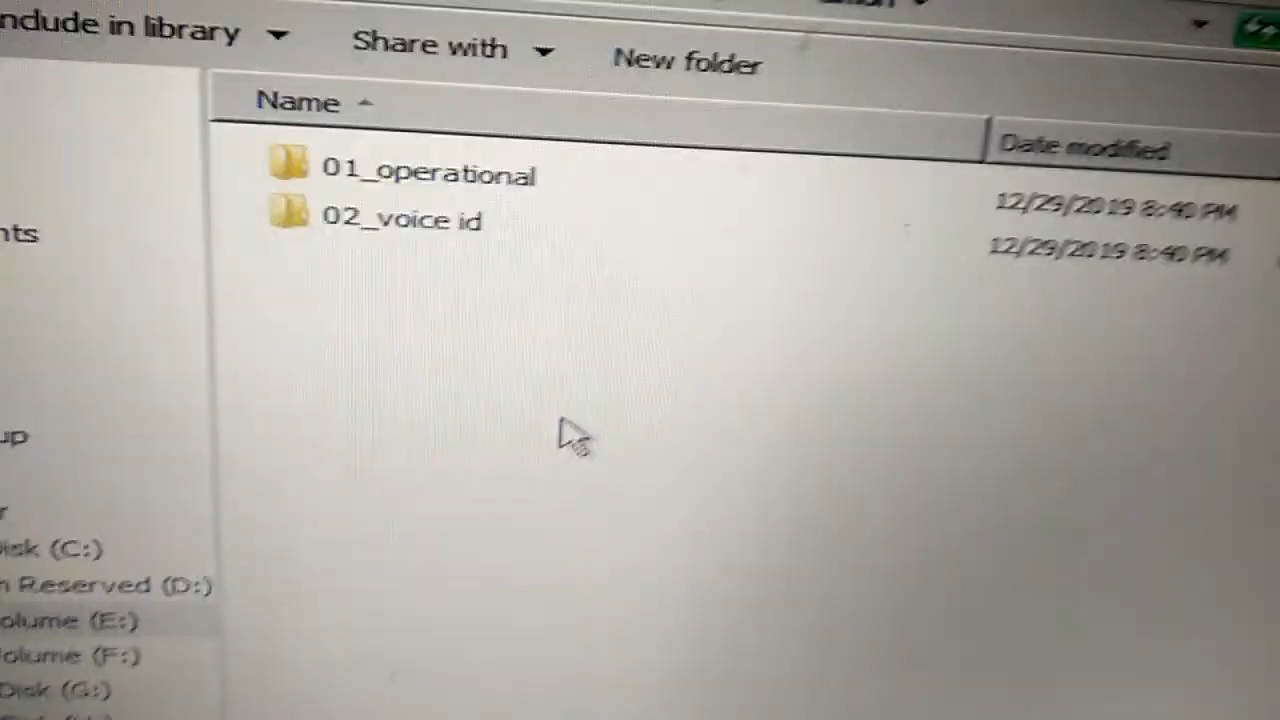 nclude in library Share with New folder
Name Date modified
01_operational 12/29/2019 8:40 PM
02_voice id 12/29/2019 8:40 PM
nts
up
r
isk (C:)
n Reserved (D:)
olume (E:)
olume (F:)
Disk (G:)